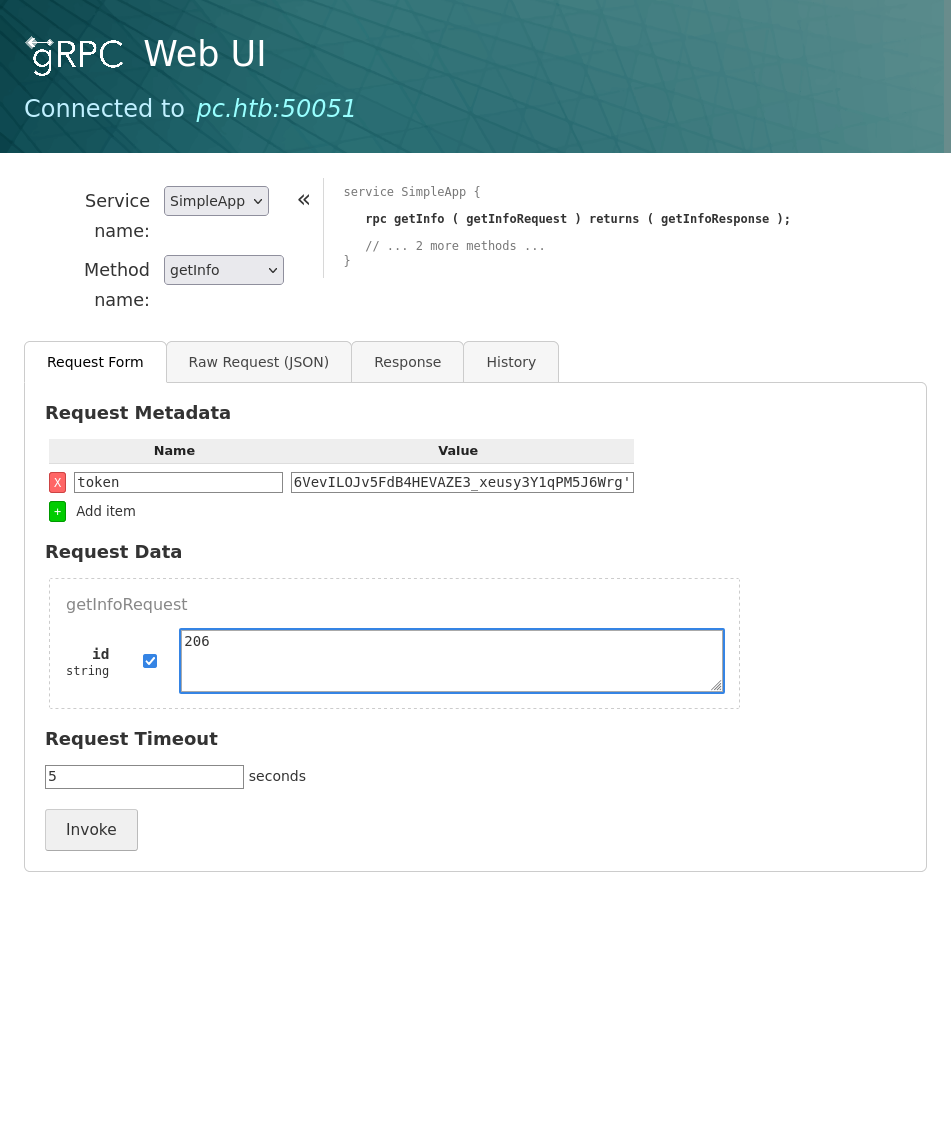 gRPC Web UI
Connected to pc.htb:50051
Service name:
SimpleApp
«
service SimpleApp {
rpc getInfo ( getInfoRequest ) returns ( getInfoResponse );
// ... 2 more methods ...
}
Method name:
getInfo
Request Form
Raw Request (JSON)
Response
History
Request Metadata
Name Value
X token 6VevILOJv5FdB4HEVAZE3_xeusy3Y1qPM5J6Wrg'
+ Add item
Request Data
getInfoRequest
id
string
206
Request Timeout
5 seconds
Invoke